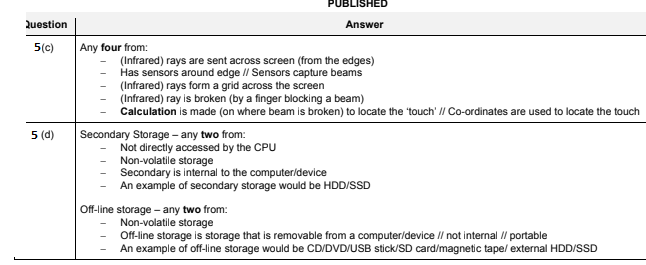 PUBLISHED
Question Answer
5(c) Any four from:
– (Infrared) rays are sent across screen (from the edges)
– Has sensors around edge // Sensors capture beams
– (Infrared) rays form a grid across the screen
– (Infrared) ray is broken (by a finger blocking a beam)
– Calculation is made (on where beam is broken) to locate the ‘touch’ // Co-ordinates are used to locate the touch
5 (d) Secondary Storage – any two from:
– Not directly accessed by the CPU
– Non-volatile storage
– Secondary is internal to the computer/device
– An example of secondary storage would be HDD/SSD
Off-line storage – any two from:
– Non-volatile storage
– Off-line storage is storage that is removable from a computer/device // not internal // portable
– An example of off-line storage would be CD/DVD/USB stick/SD card/magnetic tape/ external HDD/SSD